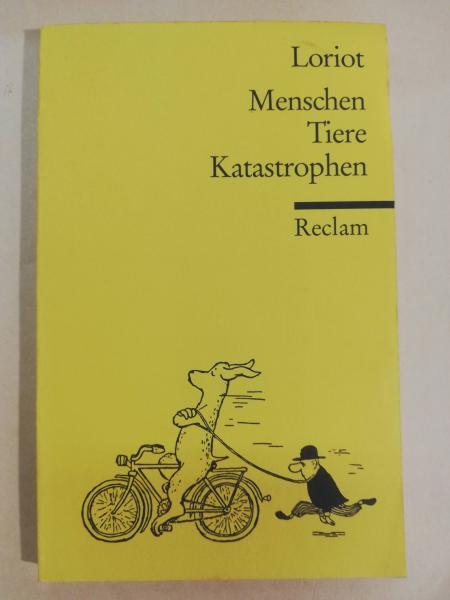 Loriot
Menschen
Tiere
Katastrophen
Reclam